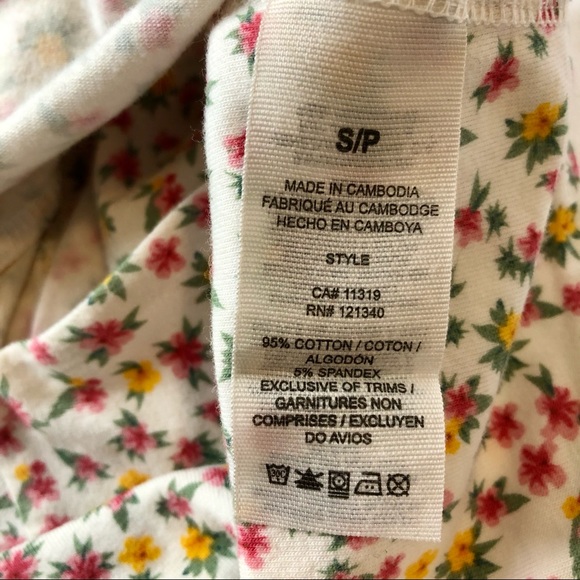 S/P
MADE IN CAMBODIA
FABRIQUÉ AU CAMBODGE
HECHO EN CAMBOYA
STYLE
CA# 11319
RN# 121340
95% COTTON / COTON /
ALGODÓN
5% SPANDEX
EXCLUSIVE OF TRIMS /
GARNITURES NON
COMPRISES / EXCLUYEN
DO AVIOS